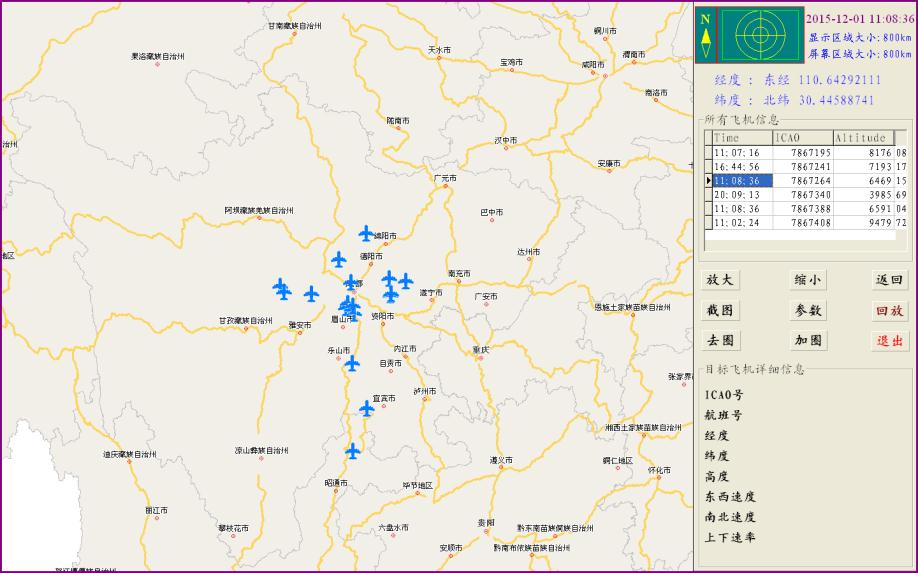 甘南藏族自治州
铜川市
天水市
渭南市
果洛藏族自治州
宝鸡市
咸阳市
商洛市
陇南市
汉中市
州
安康市
广元市
阿坝藏族羌族自治州
巴中市
绵阳市
达州市
地区
德阳市
南充市
都
遂宁市
广安市
恩施土家族苗族自治州
甘孜藏族自治州
雅安市
眉山市
资阳市
乐山市
内江市
重庆
自贡市
张家界
泸州市
宜宾市
湘西土家族苗族自治州
迪庆藏族自治州
凉山彝族自治州
遵义市
铜仁地区
怀化市
昭通市
毕节地区
丽江市
攀枝花市
六盘水市
贵阳
黔东南苗族侗族自治州
安顺市
黔南布依族苗族自治州
N
2015-12-01 11:08:36
显示区域大小:800km
屏幕区域大小:800km
经度 : 东经 110.64292111
纬度 : 北纬 30.44588741
所有飞机信息
Time ICAO Altitude
11:07:16 7867195 8176 08
16:44:56 7867241 7193 17
11:08:36 7867264 6469 15
20:09:13 7867340 3985 69
11:08:36 7867388 6591 04
11:02:24 7867408 9479 72
放大 缩小 返回
截图 参数 回放
去图 加图 退出
目标飞机详细信息
ICAO号
航班号
经度
纬度
高度
东西速度
南北速度
上下速率